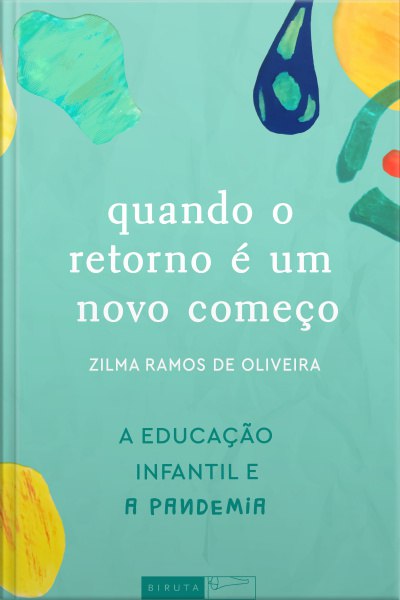 quando o
retorno é um
novo começo
ZILMA RAMOS DE OLIVEIRA
A EDUCAÇÃO
INFANTIL E
A PANDEMIA
BIRUTA